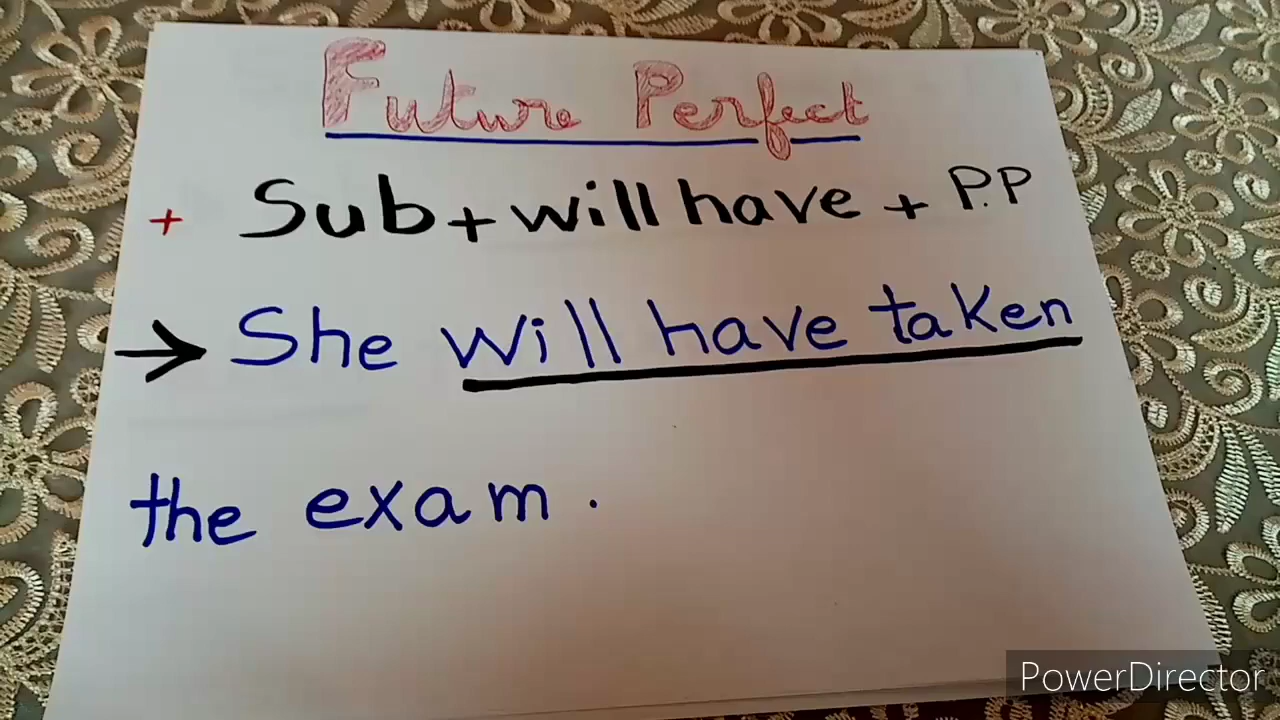 Future Perfect
+ Sub + will have + P.P
→ She will have taken
the exam.
PowerDirector